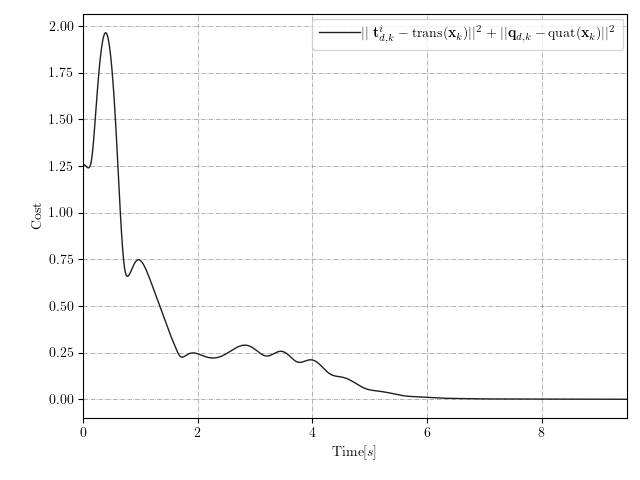 || t^i_{d,k} − trans(x_k)||² + ||q_{d,k} − quat(x_k)||²
2.00
1.75
1.50
1.25
1.00
0.75
0.50
0.25
0.00
Cost
0 2 4 6 8
Time[s]